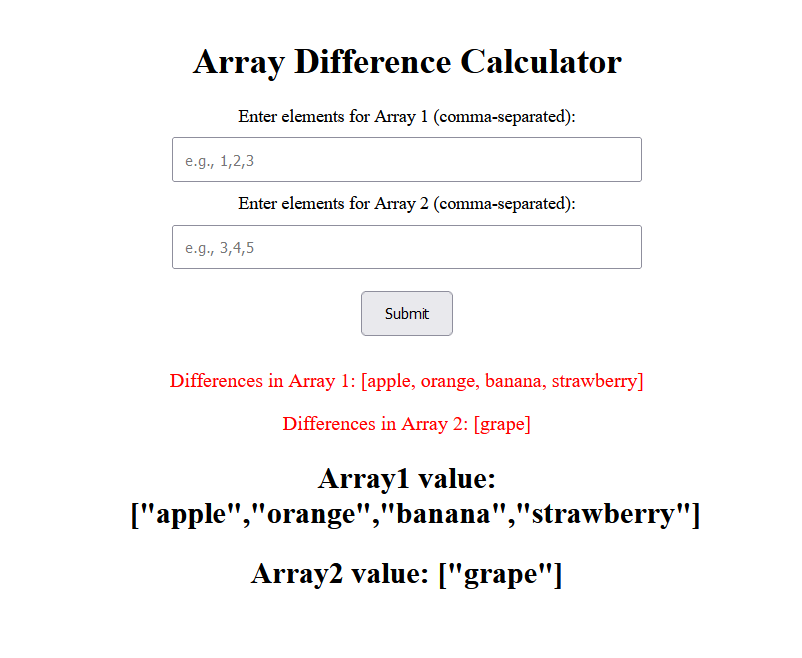 Array Difference Calculator
Enter elements for Array 1 (comma-separated):
e.g., 1,2,3
Enter elements for Array 2 (comma-separated):
e.g., 3,4,5
Submit
Differences in Array 1: [apple, orange, banana, strawberry]
Differences in Array 2: [grape]
Array1 value:
["apple","orange","banana","strawberry"]
Array2 value: ["grape"]